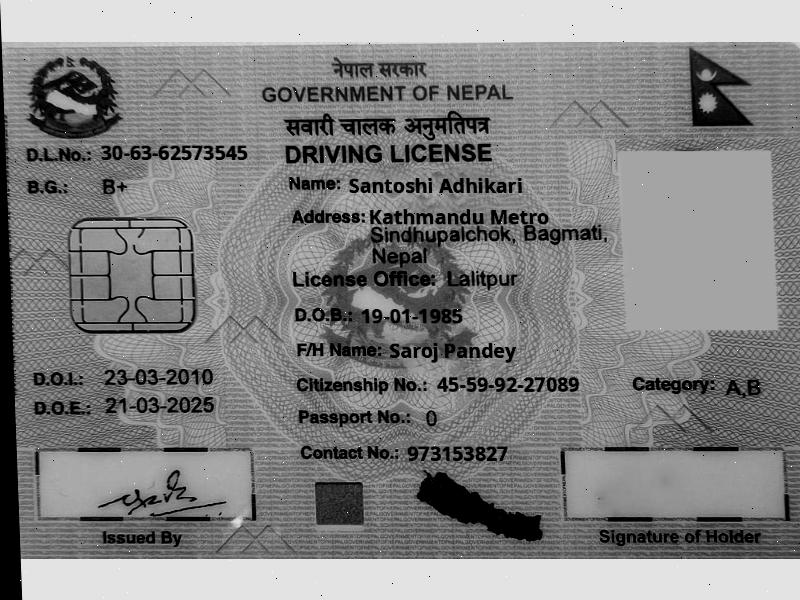 नेपाल सरकार
GOVERNMENT OF NEPAL
सवारी चालक अनुमतिपत्र
DRIVING LICENSE
D.L.No.: 30-63-62573545
B.G.: B+
Name: Santoshi Adhikari
Address: Kathmandu Metro
Sindhupalchok, Bagmati,
Nepal
License Office: Lalitpur
D.O.B.: 19-01-1985
F/H Name: Saroj Pandey
D.O.I.: 23-03-2010
Citizenship No.: 45-59-92-27089
Category: A,B
D.O.E.: 21-03-2025
Passport No.: 0
Contact No.: 973153827
Issued By
Signature of Holder